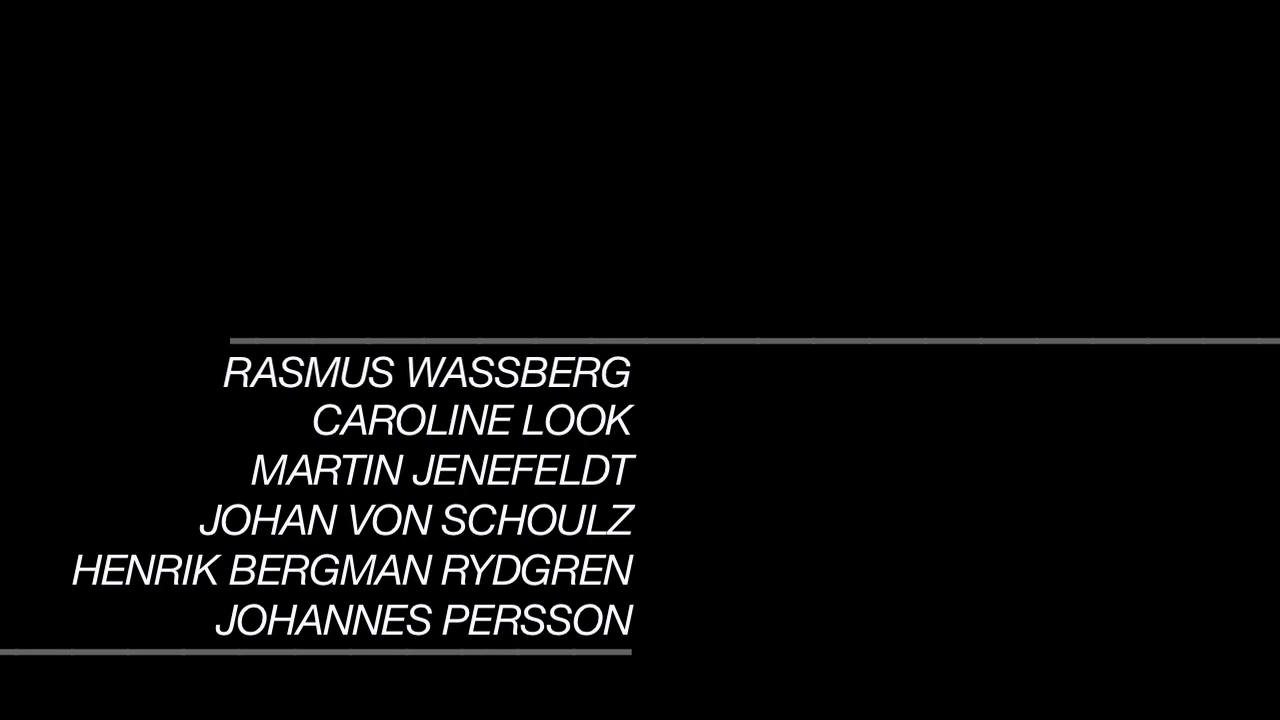 RASMUS WASSBERG
CAROLINE LOOK
MARTIN JENEFELDT
JOHAN VON SCHOULZ
HENRIK BERGMAN RYDGREN
JOHANNES PERSSON